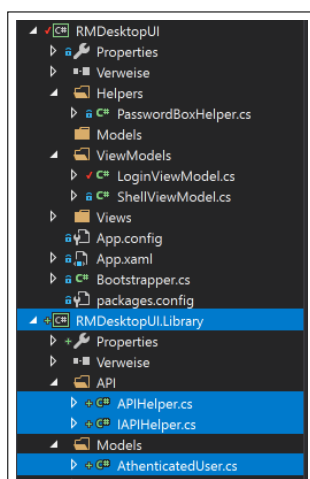 RMDesktopUI
Properties
Verweise
Helpers
PasswordBoxHelper.cs
Models
ViewModels
LoginViewModel.cs
ShellViewModel.cs
Views
App.config
App.xaml
Bootstrapper.cs
packages.config
RMDesktopUI.Library
Properties
Verweise
API
APIHelper.cs
IAPIHelper.cs
Models
AthenticatedUser.cs